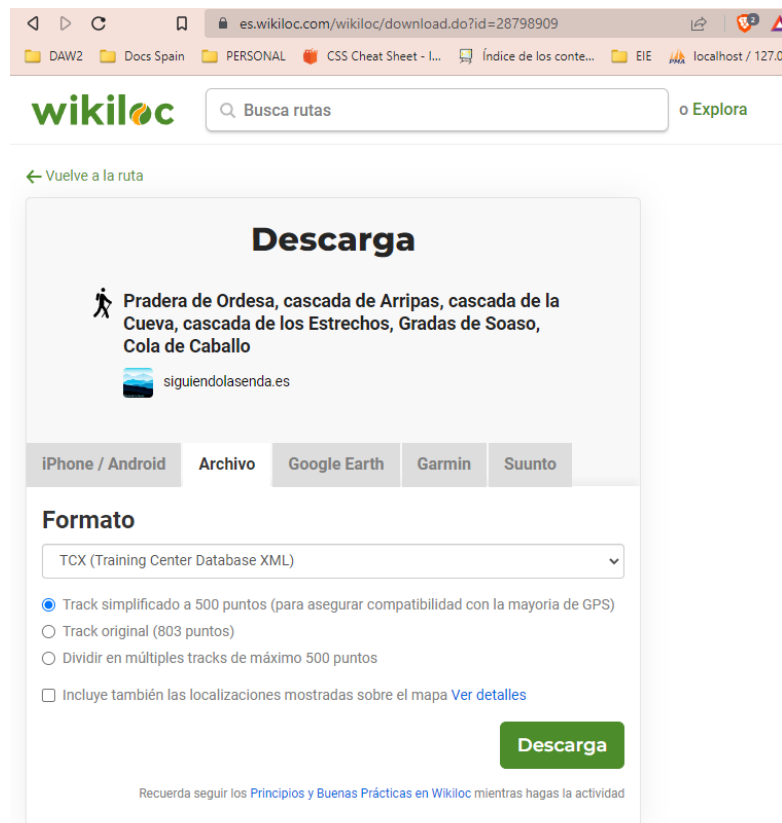 es.wikiloc.com/wikiloc/download.do?id=28798909
2
DAW2 Docs Spain PERSONAL CSS Cheat Sheet - I... Índice de los conte... EIE localhost / 127.0
wikiloc Busca rutas o Explora
Vuelve a la ruta
Descarga
Pradera de Ordesa, cascada de Arripas, cascada de la
Cueva, cascada de los Estrechos, Gradas de Soaso,
Cola de Caballo
siguiendolasenda.es
iPhone / Android Archivo Google Earth Garmin Suunto
Formato
TCX (Training Center Database XML)
Track simplificado a 500 puntos (para asegurar compatibilidad con la mayoria de GPS)
Track original (803 puntos)
Dividir en múltiples tracks de máximo 500 puntos
Incluye también las localizaciones mostradas sobre el mapa Ver detalles
Descarga
Recuerda seguir los Principios y Buenas Prácticas en Wikiloc mientras hagas la actividad